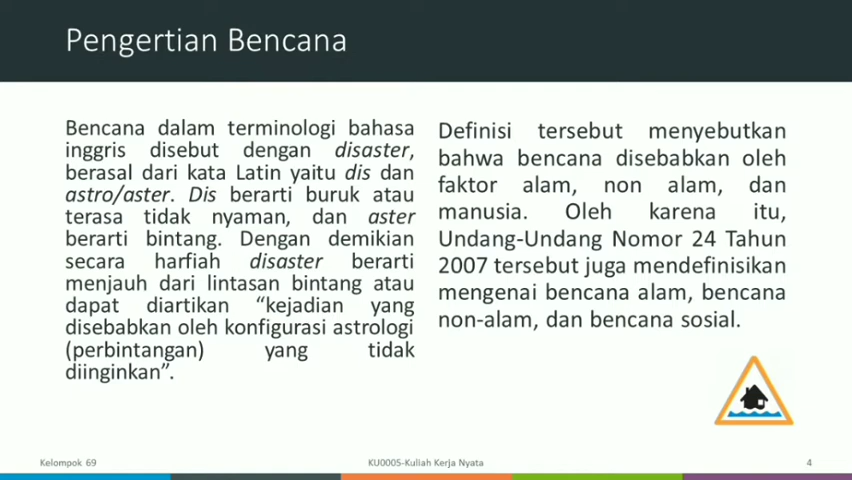 Pengertian Bencana
Bencana dalam terminologi bahasa
inggris disebut dengan disaster,
berasal dari kata Latin yaitu dis dan
astro/aster. Dis berarti buruk atau
terasa tidak nyaman, dan aster
berarti bintang. Dengan demikian
secara harfiah disaster berarti
menjauh dari lintasan bintang atau
dapat diartikan “kejadian yang
disebabkan oleh konfigurasi astrologi
(perbintangan) yang tidak
diinginkan”.
Definisi tersebut menyebutkan
bahwa bencana disebabkan oleh
faktor alam, non alam, dan
manusia. Oleh karena itu,
Undang-Undang Nomor 24 Tahun
2007 tersebut juga mendefinisikan
mengenai bencana alam, bencana
non-alam, dan bencana sosial.
Kelompok 69
KU0005-Kuliah Kerja Nyata
4